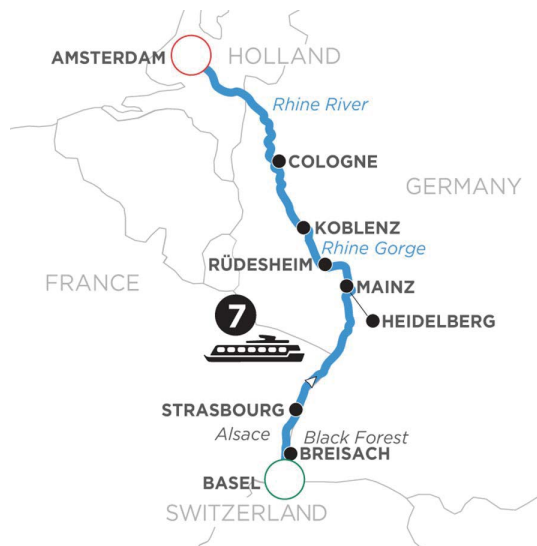 AMSTERDAM
HOLLAND
Rhine River
COLOGNE
GERMANY
KOBLENZ
Rhine Gorge
RÜDESHEIM
FRANCE
MAINZ
7
HEIDELBERG
STRASBOURG
Alsace
Black Forest
BREISACH
BASEL
SWITZERLAND